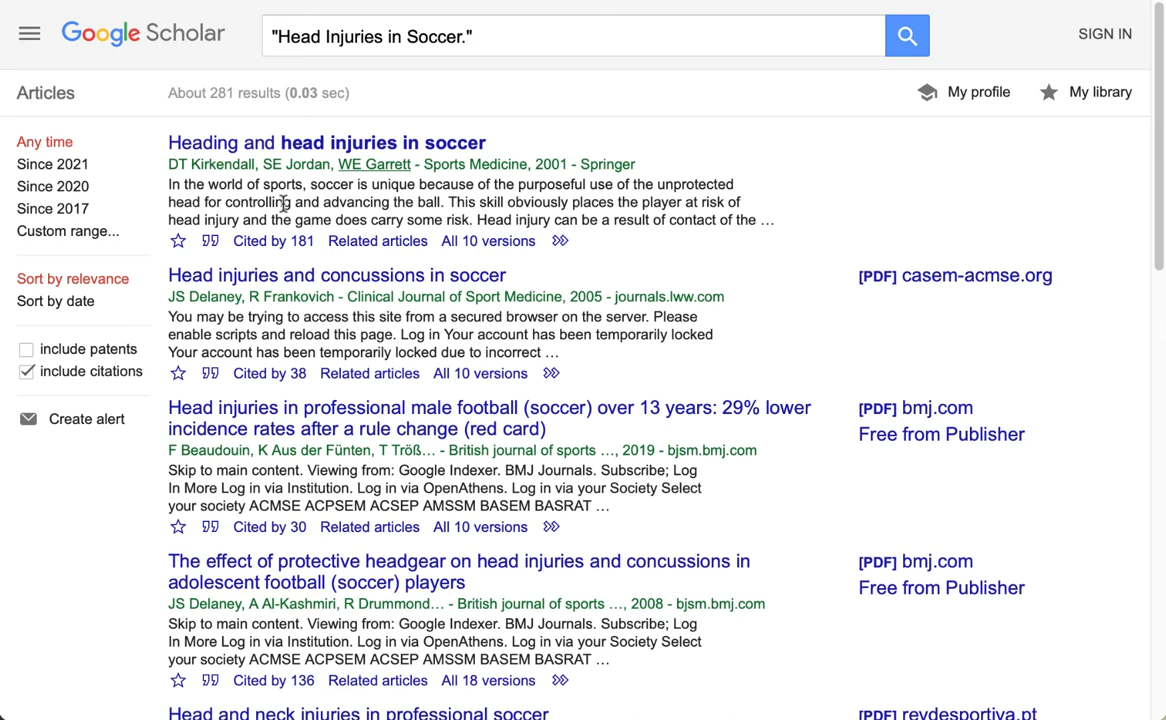 Google Scholar
"Head Injuries in Soccer."
SIGN IN
Articles
About 281 results (0.03 sec)
My profile
My library
Any time
Since 2021
Since 2020
Since 2017
Custom range...
Sort by relevance
Sort by date
include patents
include citations
Create alert
Heading and head injuries in soccer
DT Kirkendall, SE Jordan, WE Garrett - Sports Medicine, 2001 - Springer
In the world of sports, soccer is unique because of the purposeful use of the unprotected
head for controlling and advancing the ball. This skill obviously places the player at risk of
head injury and the game does carry some risk. Head injury can be a result of contact of the …
Cited by 181 Related articles All 10 versions
Head injuries and concussions in soccer
JS Delaney, R Frankovich - Clinical Journal of Sport Medicine, 2005 - journals.lww.com
You may be trying to access this site from a secured browser on the server. Please
enable scripts and reload this page. Log in Your account has been temporarily locked
Your account has been temporarily locked due to incorrect …
Cited by 38 Related articles All 10 versions
[PDF] casem-acmse.org
Head injuries in professional male football (soccer) over 13 years: 29% lower
incidence rates after a rule change (red card)
F Beaudouin, K Aus der Fünten, T Tröß… - British journal of sports …, 2019 - bjsm.bmj.com
Skip to main content. Viewing from: Google Indexer. BMJ Journals. Subscribe; Log
In More Log in via Institution. Log in via OpenAthens. Log in via your Society Select
your society ACMSE ACPSEM ACSEP AMSSM BASEM BASRAT …
Cited by 30 Related articles All 10 versions
[PDF] bmj.com
Free from Publisher
The effect of protective headgear on head injuries and concussions in
adolescent football (soccer) players
JS Delaney, A Al-Kashmiri, R Drummond… - British journal of sports …, 2008 - bjsm.bmj.com
Skip to main content. Viewing from: Google Indexer. BMJ Journals. Subscribe; Log
In More Log in via Institution. Log in via OpenAthens. Log in via your Society Select
your society ACMSE ACPSEM ACSEP AMSSM BASEM BASRAT …
Cited by 136 Related articles All 18 versions
[PDF] bmj.com
Free from Publisher
Head and neck injuries in professional soccer
[PDF] revdesportiva.pt